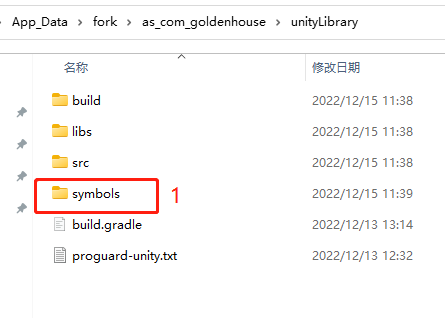 App_Data > fork > as_com_goldenhouse > unityLibrary
名称 修改日期
build 2022/12/15 11:38
libs 2022/12/15 11:38
src 2022/12/15 11:38
symbols 1 2022/12/15 11:39
build.gradle 2022/12/13 13:14
proguard-unity.txt 2022/12/13 12:32